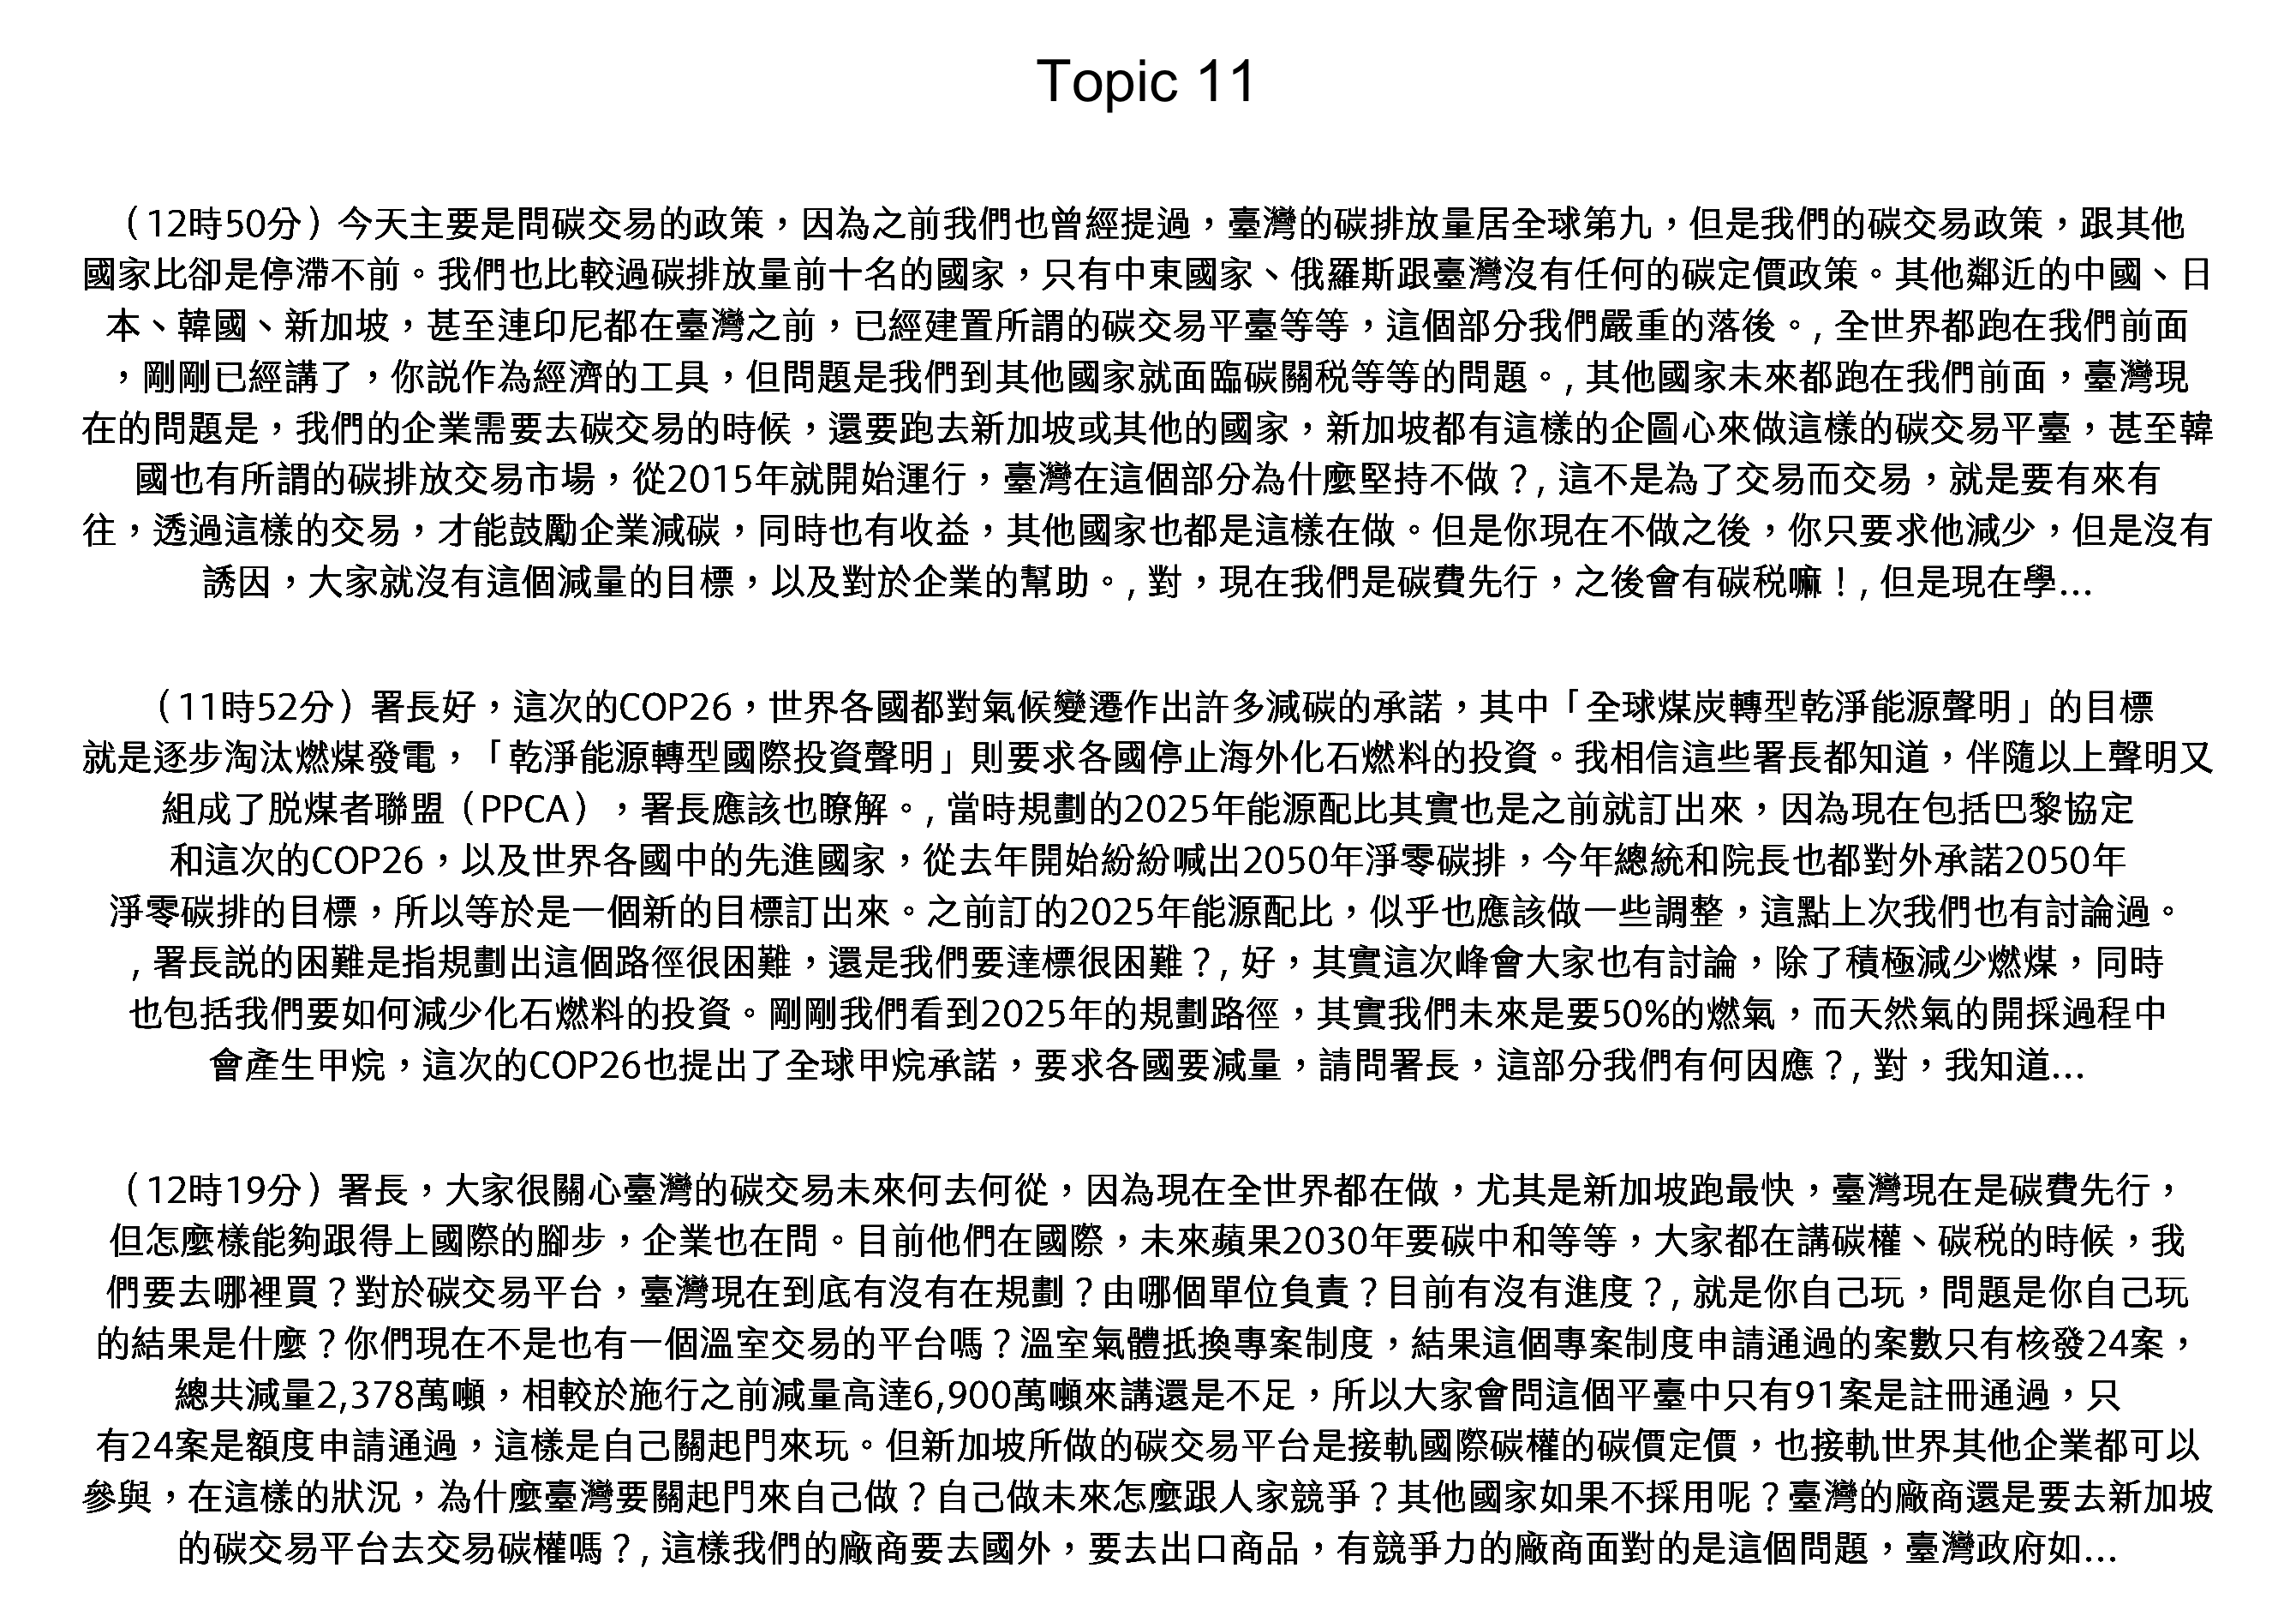 Topic 11
（12時50分）今天主要是問碳交易的政策，因為之前我們也曾經提過，臺灣的碳排放量居全球第九，但是我們的碳交易政策，跟其他
國家比卻是停滯不前。我們也比較過碳排放量前十名的國家，只有中東國家、俄羅斯跟臺灣沒有任何的碳定價政策。其他鄰近的中國、日
本、韓國、新加坡，甚至連印尼都在臺灣之前，已經建置所謂的碳交易平臺等等，這個部分我們嚴重的落後。, 全世界都跑在我們前面
，剛剛已經講了，你説作為經濟的工具，但問題是我們到其他國家就面臨碳關税等等的問題。, 其他國家未來都跑在我們前面，臺灣現
在的問題是，我們的企業需要去碳交易的時候，還要跑去新加坡或其他的國家，新加坡都有這樣的企圖心來做這樣的碳交易平臺，甚至韓
國也有所謂的碳排放交易市場，從2015年就開始運行，臺灣在這個部分為什麼堅持不做？, 這不是為了交易而交易，就是要有來有
往，透過這樣的交易，才能鼓勵企業減碳，同時也有收益，其他國家也都是這樣在做。但是你現在不做之後，你只要求他減少，但是沒有
誘因，大家就沒有這個減量的目標，以及對於企業的幫助。, 對，現在我們是碳費先行，之後會有碳税嘛！, 但是現在學...
（11時52分）署長好，這次的COP26，世界各國都對氣候變遷作出許多減碳的承諾，其中「全球煤炭轉型乾淨能源聲明」的目標
就是逐步淘汰燃煤發電，「乾淨能源轉型國際投資聲明」則要求各國停止海外化石燃料的投資。我相信這些署長都知道，伴隨以上聲明又
組成了脱煤者聯盟（PPCA），署長應該也瞭解。, 當時規劃的2025年能源配比其實也是之前就訂出來，因為現在包括巴黎協定
和這次的COP26，以及世界各國中的先進國家，從去年開始紛紛喊出2050年淨零碳排，今年總統和院長也都對外承諾2050年
淨零碳排的目標，所以等於是一個新的目標訂出來。之前訂的2025年能源配比，似乎也應該做一些調整，這點上次我們也有討論過。
, 署長説的困難是指規劃出這個路徑很困難，還是我們要達標很困難？, 好，其實這次峰會大家也有討論，除了積極減少燃煤，同時
也包括我們要如何減少化石燃料的投資。剛剛我們看到2025年的規劃路徑，其實我們未來是要50%的燃氣，而天然氣的開採過程中
會產生甲烷，這次的COP26也提出了全球甲烷承諾，要求各國要減量，請問署長，這部分我們有何因應？, 對，我知道...
（12時19分）署長，大家很關心臺灣的碳交易未來何去何從，因為現在全世界都在做，尤其是新加坡跑最快，臺灣現在是碳費先行，
但怎麼樣能夠跟得上國際的腳步，企業也在問。目前他們在國際，未來蘋果2030年要碳中和等等，大家都在講碳權、碳税的時候，我
們要去哪裡買？對於碳交易平台，臺灣現在到底有沒有在規劃？由哪個單位負責？目前有沒有進度？, 就是你自己玩，問題是你自己玩
的結果是什麼？你們現在不是也有一個溫室交易的平台嗎？溫室氣體抵換專案制度，結果這個專案制度申請通過的案數只有核發24案，
總共減量2,378萬噸，相較於施行之前減量高達6,900萬噸來講還是不足，所以大家會問這個平臺中只有91案是註冊通過，只
有24案是額度申請通過，這樣是自己關起門來玩。但新加坡所做的碳交易平台是接軌國際碳權的碳價定價，也接軌世界其他企業都可以
參與，在這樣的狀況，為什麼臺灣要關起門來自己做？自己做未來怎麼跟人家競爭？其他國家如果不採用呢？臺灣的廠商還是要去新加坡
的碳交易平台去交易碳權嗎？, 這樣我們的廠商要去國外，要去出口商品，有競爭力的廠商面對的是這個問題，臺灣政府如...